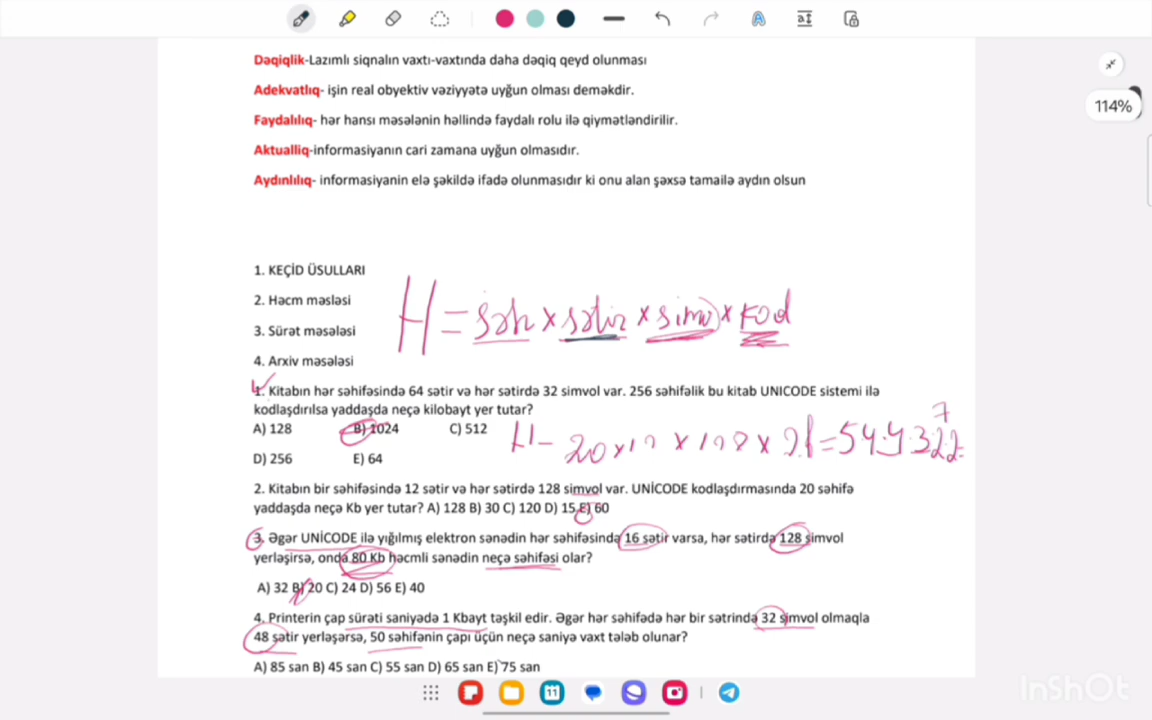 114%
Dəqiqlik-Lazımlı siqnalın vaxtı-vaxtında daha dəqiq qeyd olunması
Adekvatlıq- işin real obyektiv vəziyyətə uyğun olması deməkdir.
Faydalılıq- hər hansı məsələnin həllində faydalı rolu ilə qiymətləndirilir.
Aktuallıq-informasiyanın cari zamana uyğun olmasıdır.
Aydınlılıq- informasiyanin elə şəkildə ifadə olunmasıdır ki onu alan şəxsə tamailə aydın olsun
1. KEÇİD ÜSULLARI
2. Həcm məsləsi
H = səh x sətir x simv x kod
3. Sürət məsələsi
4. Arxiv məsələsi
1. Kitabın hər səhifəsində 64 sətir və hər sətirdə 32 simvol var. 256 səhifəlik bu kitab UNICODE sistemi ilə
kodlaşdırılsa yaddaşda neçə kilobayt yer tutar?
A) 128 B) 1024 C) 512
D) 256 E) 64
2. Kitabın bir səhifəsində 12 sətir və hər sətirdə 128 simvol var. UNİCODE kodlaşdırmasında 20 səhifə
yaddaşda neçə Kb yer tutar? A) 128 B) 30 C) 120 D) 15 E) 60
3. Əgər UNİCODE ilə yığılmış elektron sənədin hər səhifəsində 16 sətir varsa, hər sətirdə 128 simvol
yerləşirsə, onda 80 Kb həcmli sənədin neçə səhifəsi olar?
A) 32 B) 20 C) 24 D) 56 E) 40
4. Printerin çap sürəti saniyədə 1 Kbayt təşkil edir. Əgər hər səhifədə hər bir sətrində 32 simvol olmaqla
48 sətir yerləşərsə, 50 səhifənin çapı üçün neçə saniyə vaxt tələb olunar?
A) 85 san B) 45 san C) 55 san D) 65 san E) 75 san
InShOt